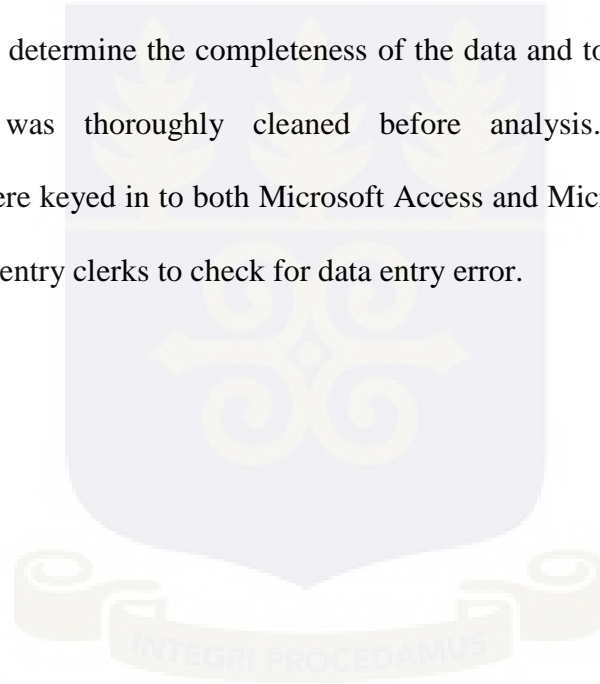 determine the completeness of the data and to
was thoroughly cleaned before analysis.
ere keyed in to both Microsoft Access and Mic
entry clerks to check for data entry error.
INTEGRI PROCEDAMUS